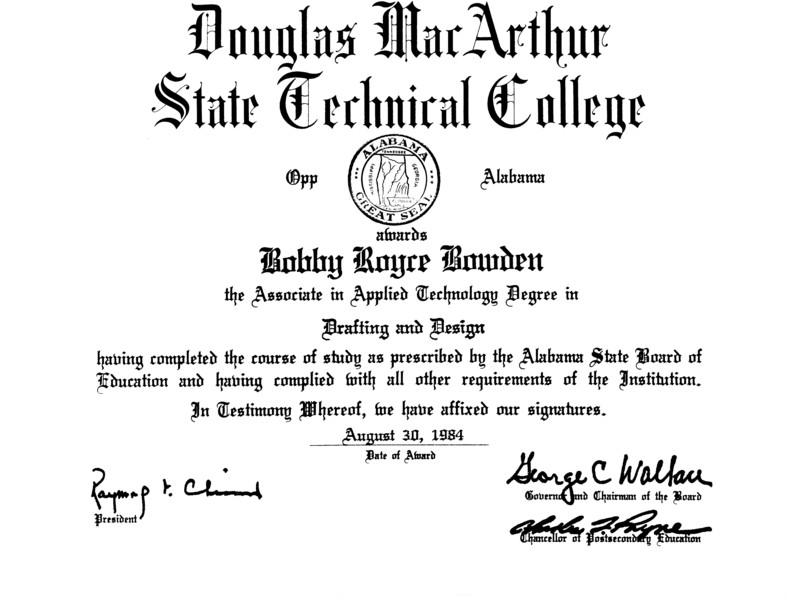 Douglas MacArthur
State Technical College
Opp
ALABAMA
TENNESSEE
MISSISSIPPI
GEORGIA
GREAT SEAL
Alabama
awards
Bobby Royce Bowden
the Associate in Applied Technology Degree in
Drafting and Design
having completed the course of study as prescribed by the Alabama State Board of
Education and having complied with all other requirements of the Institution.
In Testimony Whereof, we have affixed our signatures.
August 30, 1984
Date of Award
George C Wallace
Governor and Chairman of the Board
President
Chancellor of Postsecondary Education